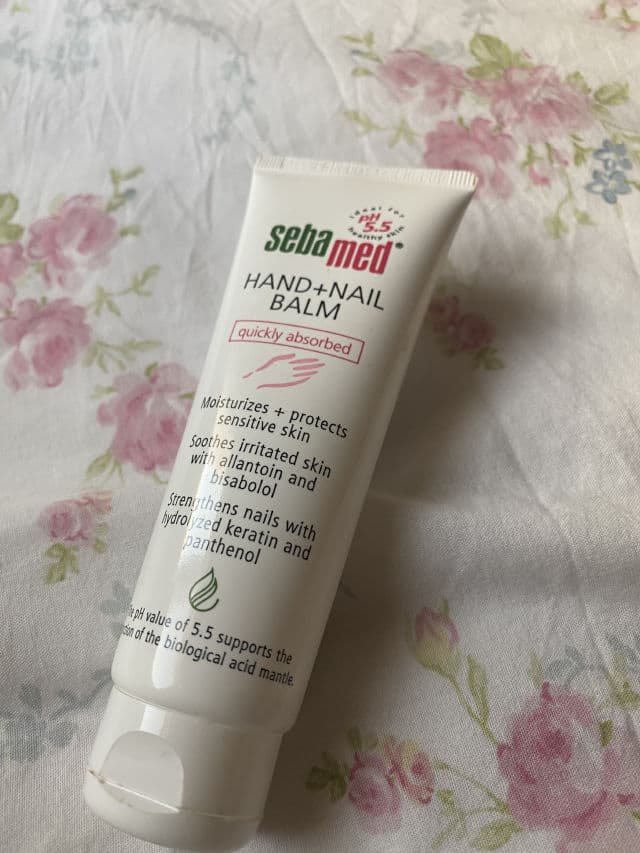 ideal for
pH
5.5
healthy skin
sebamed®
HAND+NAIL
BALM
quickly absorbed
Moisturizes + protects
sensitive skin
Soothes irritated skin
with allantoin and
bisabolol
Strengthens nails with
hydrolyzed keratin and
panthenol
pH value of 5.5 supports the
of the biological acid mantle.